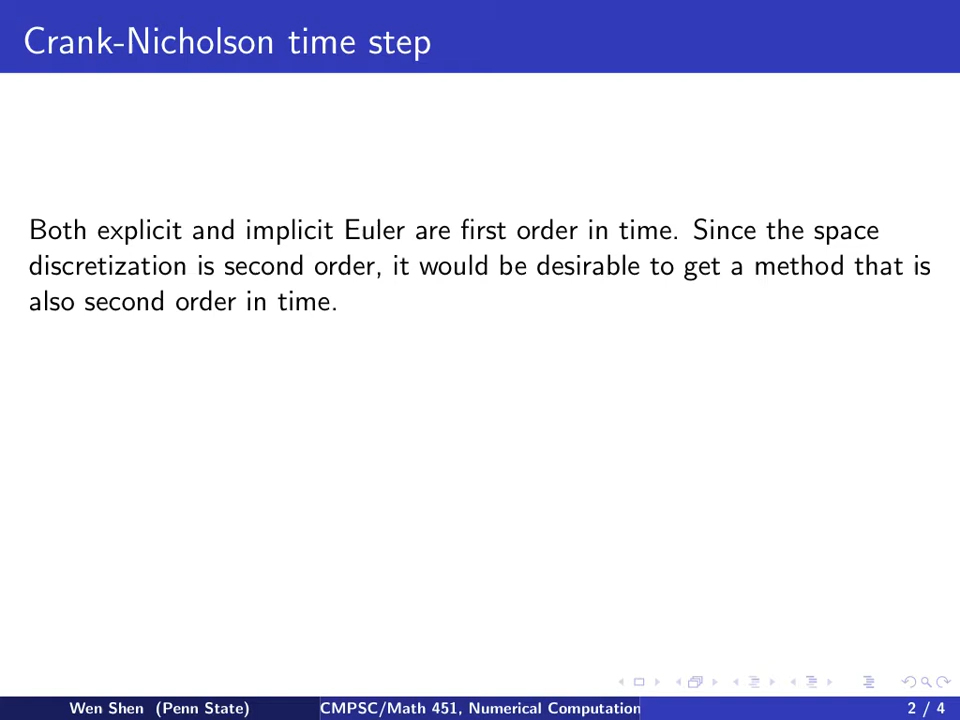 Crank-Nicholson time step
Both explicit and implicit Euler are first order in time. Since the space
discretization is second order, it would be desirable to get a method that is
also second order in time.
Wen Shen (Penn State) CMPSC/Math 451, Numerical Computation 2 / 4